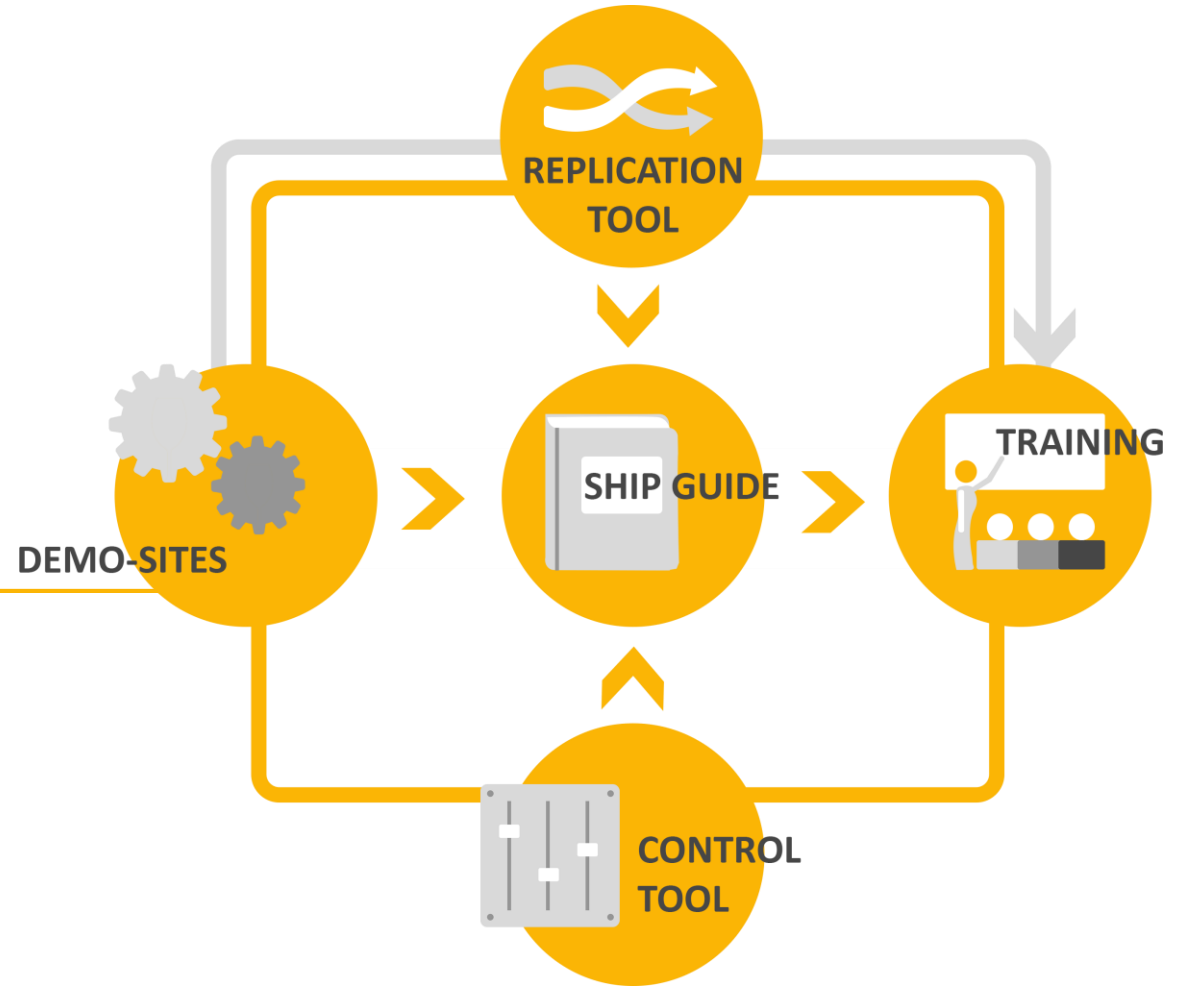 REPLICATION
TOOL
TRAINING
SHIP GUIDE
DEMO-SITES
CONTROL
TOOL